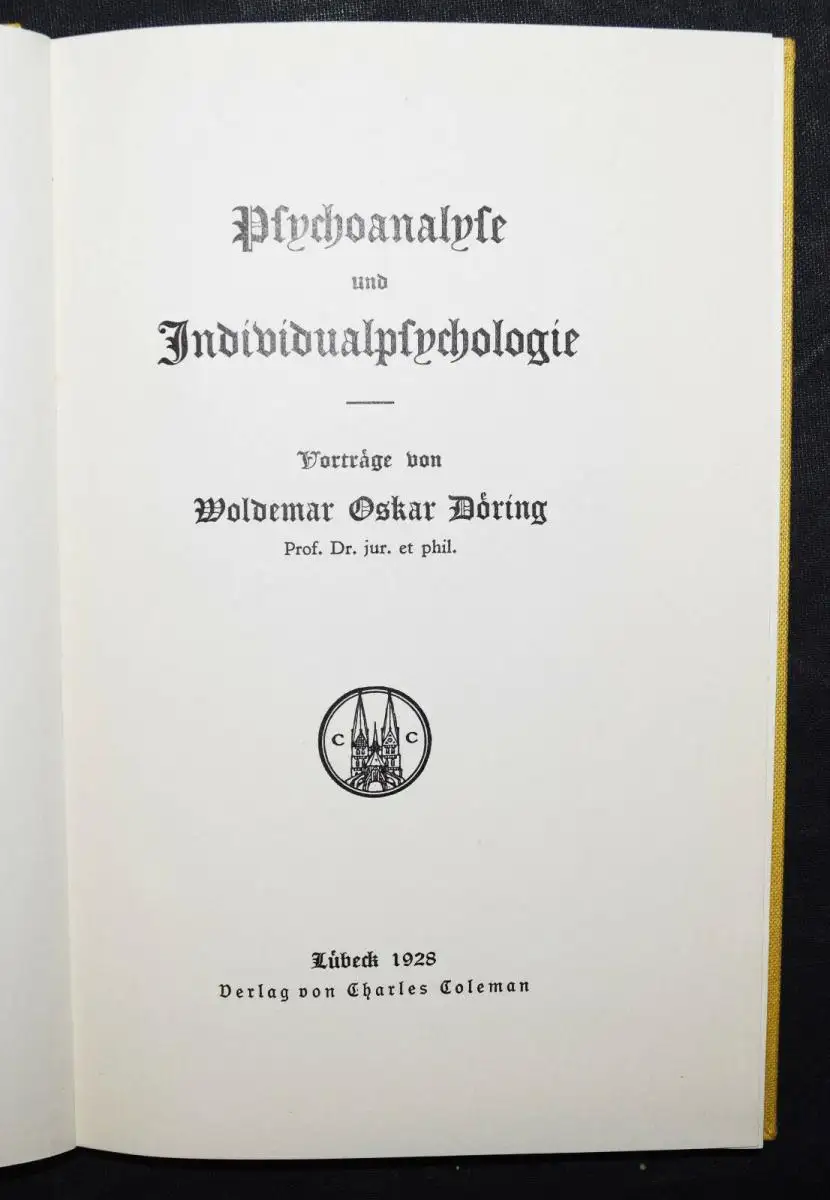 Pſychoanalyſe
und
Individualpſychologie
Vorträge von
Woldemar Oskar Döring
Prof. Dr. jur. et phil.
C C
Lübeck 1928
Verlag von Charles Coleman